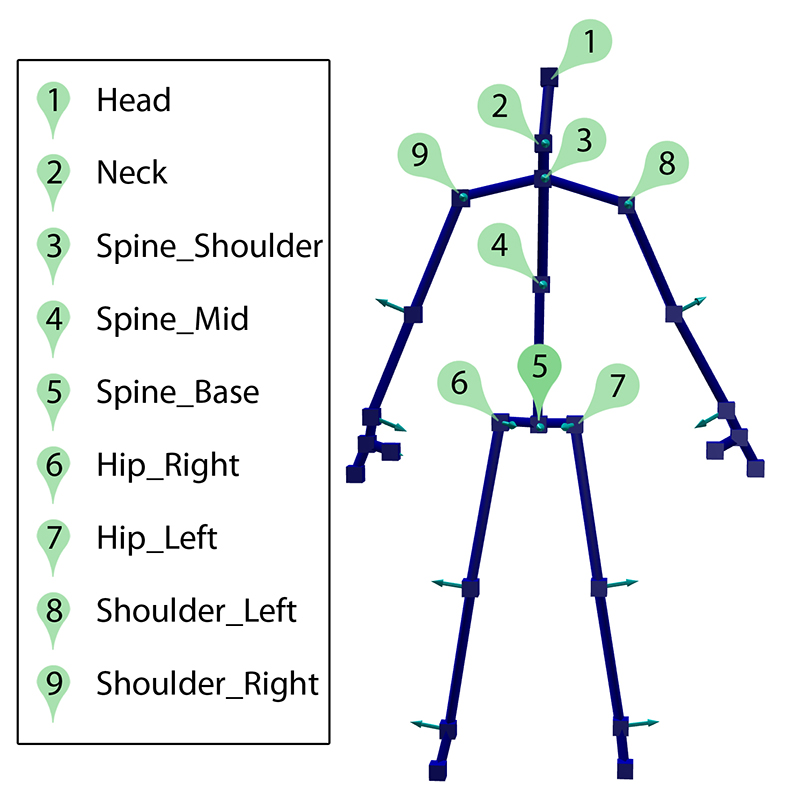 1 Head
2 Neck
3 Spine_Shoulder
4 Spine_Mid
5 Spine_Base
6 Hip_Right
7 Hip_Left
8 Shoulder_Left
9 Shoulder_Right
1
2
3
9
8
4
5
6
7